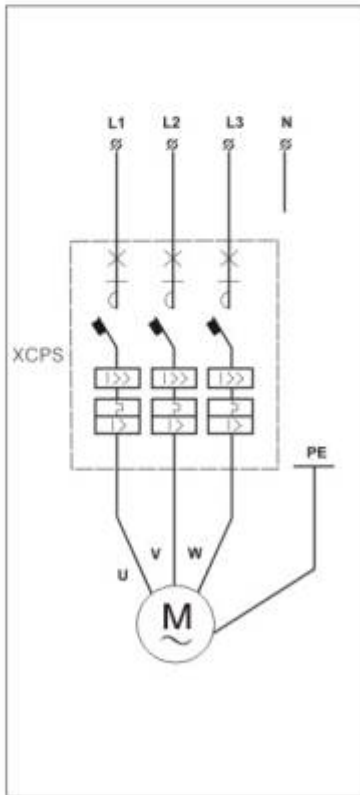 L1 L2 L3 N
XCPS
I>>> I>>> I>>>
I> I> I>
PE
V W
U
M
~